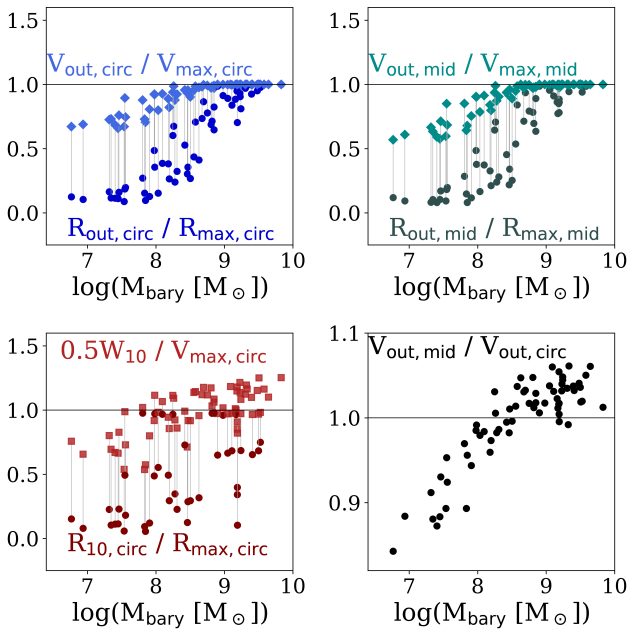 1.5
1.0
0.5
0.0
V_out, circ / V_max, circ
R_out, circ / R_max, circ
7 8 9 10
log(M_bary [M_⊙])
1.5
1.0
0.5
0.0
V_out, mid / V_max, mid
R_out, mid / R_max, mid
7 8 9 10
log(M_bary [M_⊙])
1.5
1.0
0.5
0.0
0.5W_10 / V_max, circ
R_10, circ / R_max, circ
7 8 9 10
log(M_bary [M_⊙])
1.1
1.0
0.9
V_out, mid / V_out, circ
7 8 9 10
log(M_bary [M_⊙])